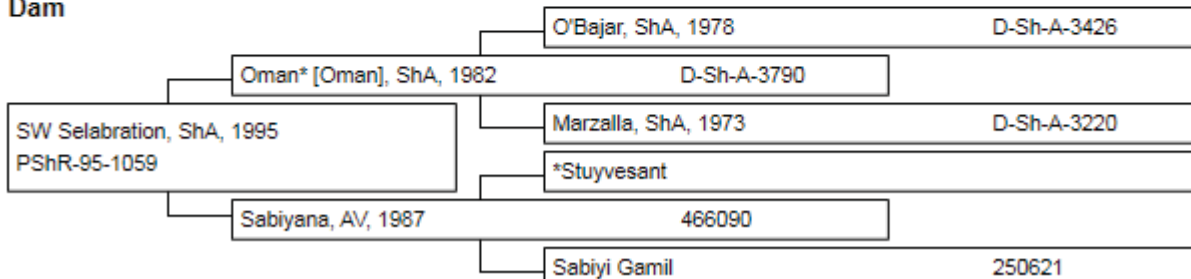 Dam
O'Bajar, ShA, 1978 D-Sh-A-3426
Oman* [Oman], ShA, 1982 D-Sh-A-3790
Marzalla, ShA, 1973 D-Sh-A-3220
SW Selabration, ShA, 1995
PShR-95-1059
*Stuyvesant
Sabiyana, AV, 1987 466090
Sabiyi Gamil 250621